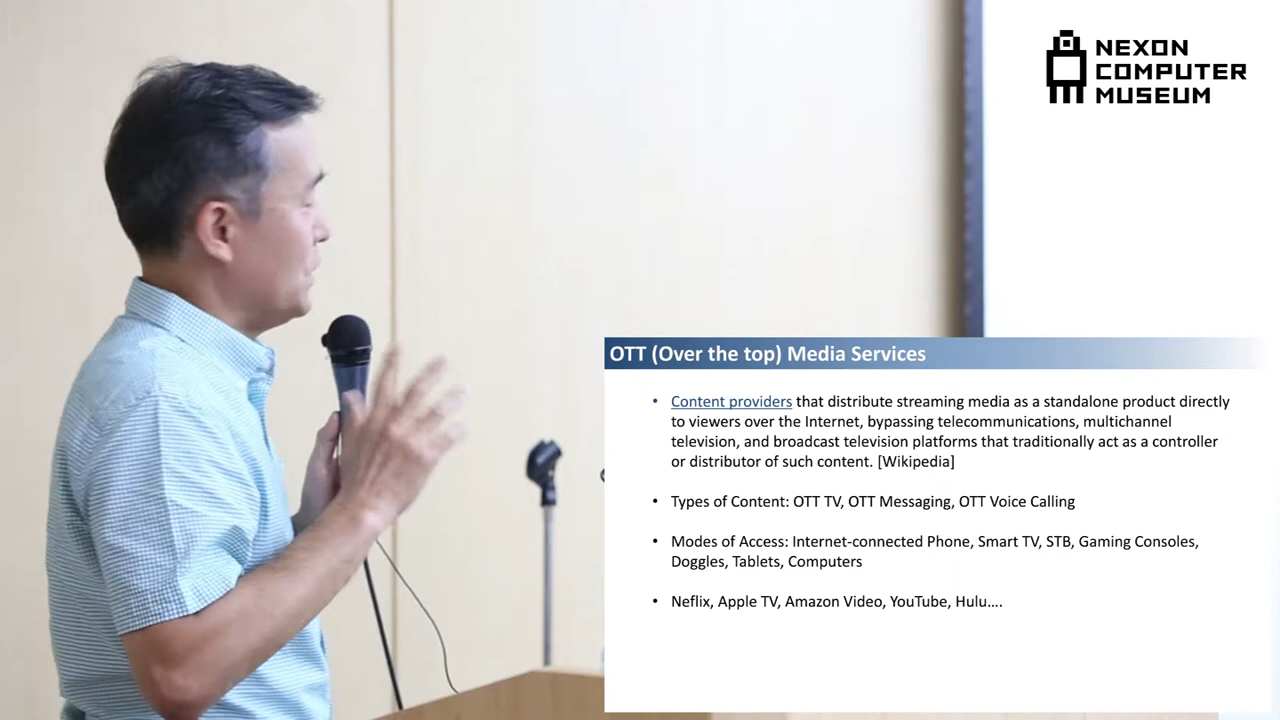 NEXON
COMPUTER
MUSEUM
OTT (Over the top) Media Services
• Content providers that distribute streaming media as a standalone product directly
to viewers over the Internet, bypassing telecommunications, multichannel
television, and broadcast television platforms that traditionally act as a controller
or distributor of such content. [Wikipedia]
• Types of Content: OTT TV, OTT Messaging, OTT Voice Calling
• Modes of Access: Internet-connected Phone, Smart TV, STB, Gaming Consoles,
Doggles, Tablets, Computers
• Neflix, Apple TV, Amazon Video, YouTube, Hulu....